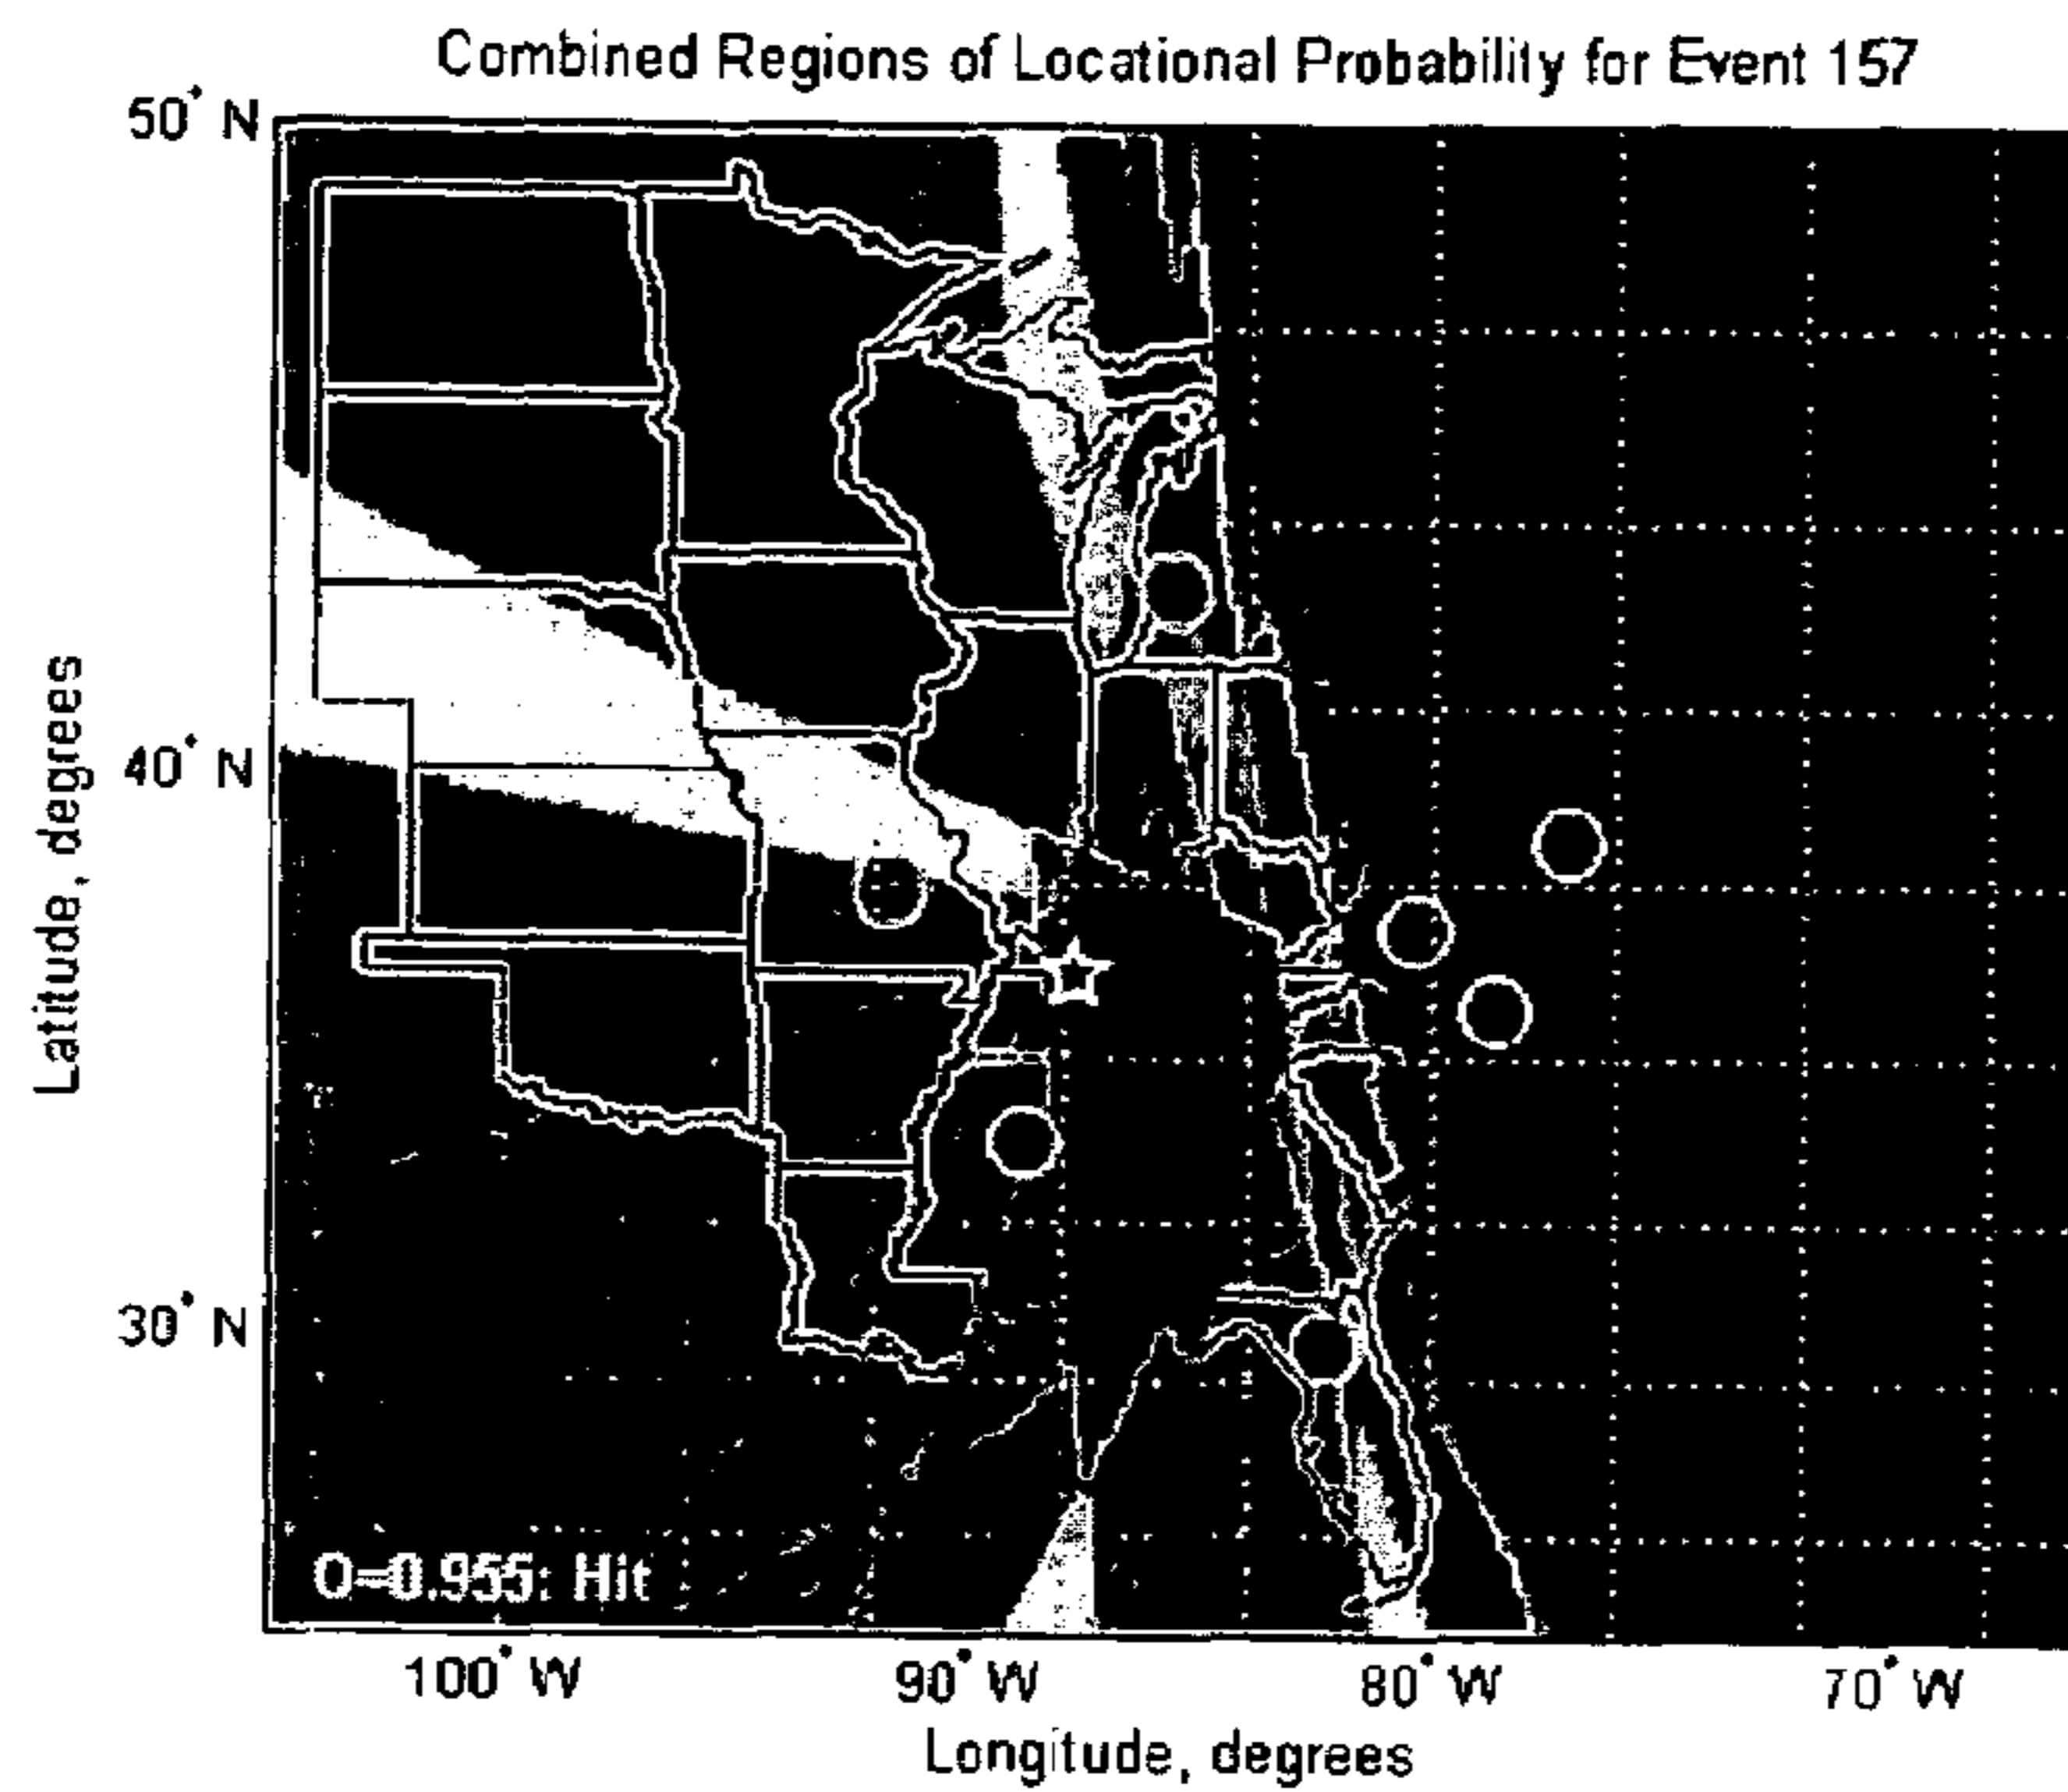 Combined Regions of Locational Probability for Event 157
50° N
40° N
30° N
Latitude, degrees
O=0.955: Hit
100° W
90° W
80° W
70° W
Longitude, degrees